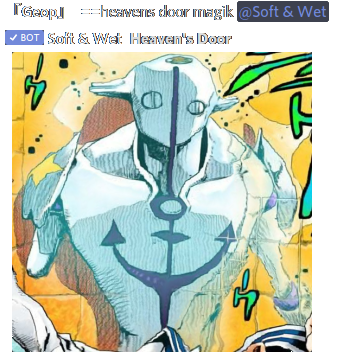 『Geop』 ==heavens door magik @Soft & Wet
✓ BOT Soft & Wet: Heaven's Door